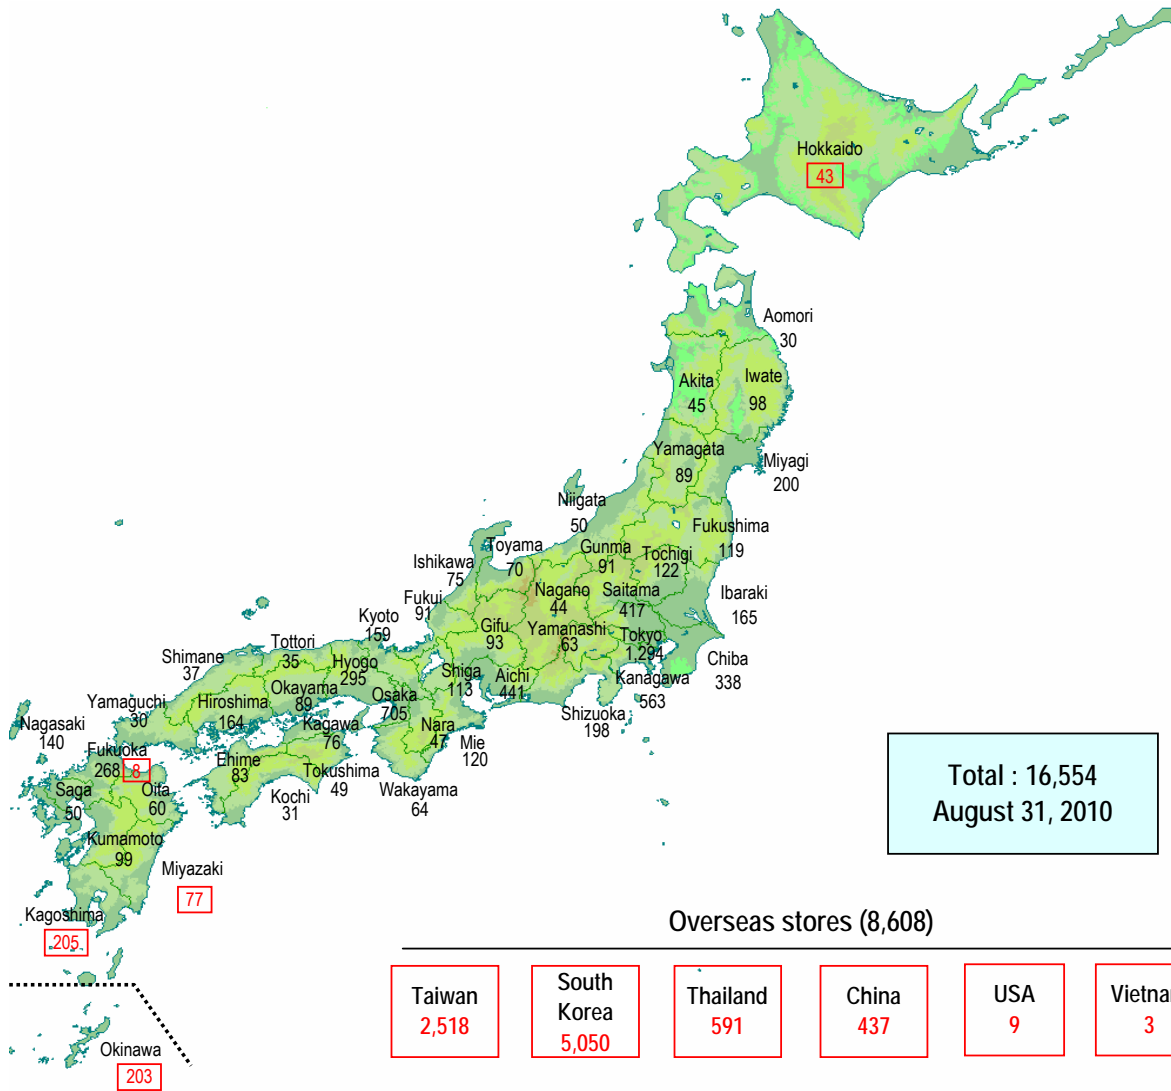 Hokkaido
43
Aomori
30
Akita
45
Iwate
98
Yamagata
89
Miyagi
200
Niigata
50
Fukushima
119
Toyama
70
Gunma
91
Tochigi
122
Ishikawa
75
Nagano
44
Saitama
417
Ibaraki
165
Fukui
91
Kyoto
159
Gifu
93
Yamanashi
63
Tokyo
1,294
Tottori
35
Hyogo
295
Shimane
37
Shiga
113
Aichi
441
Kanagawa
563
Chiba
338
Okayama
89
Osaka
705
Yamaguchi
30
Hiroshima
164
Shizuoka
198
Nagasaki
140
Kagawa
76
Nara
47
Mie
120
Fukuoka
268
8
Ehime
83
Tokushima
49
Wakayama
64
Saga
50
Oita
60
Kochi
31
Kumamoto
99
Miyazaki
77
Kagoshima
205
Okinawa
203
Total : 16,554
August 31, 2010
Overseas stores (8,608)
Taiwan
2,518
South
Korea
5,050
Thailand
591
China
437
USA
9
Vietnam
3